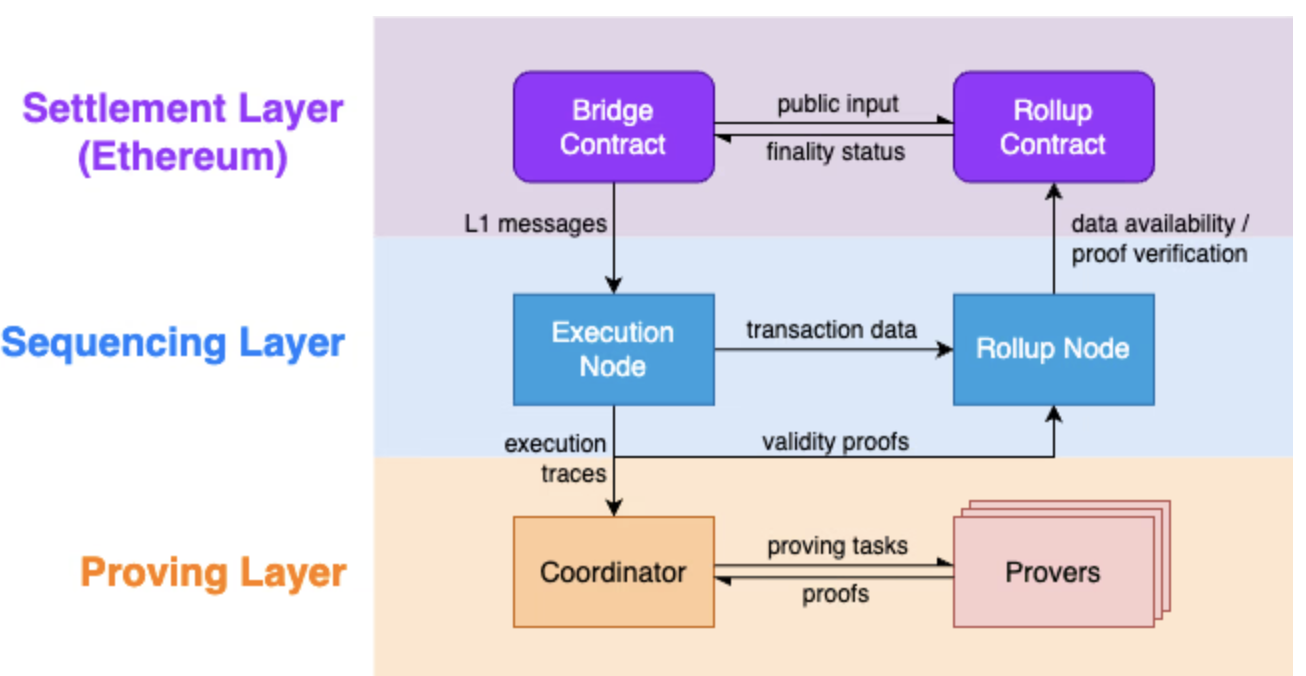 Settlement Layer
(Ethereum)
Bridge
Contract
public input
finality status
Rollup
Contract
L1 messages
data availability /
proof verification
Sequencing Layer
Execution
Node
transaction data
Rollup Node
execution
traces
validity proofs
Proving Layer
Coordinator
proving tasks
proofs
Provers